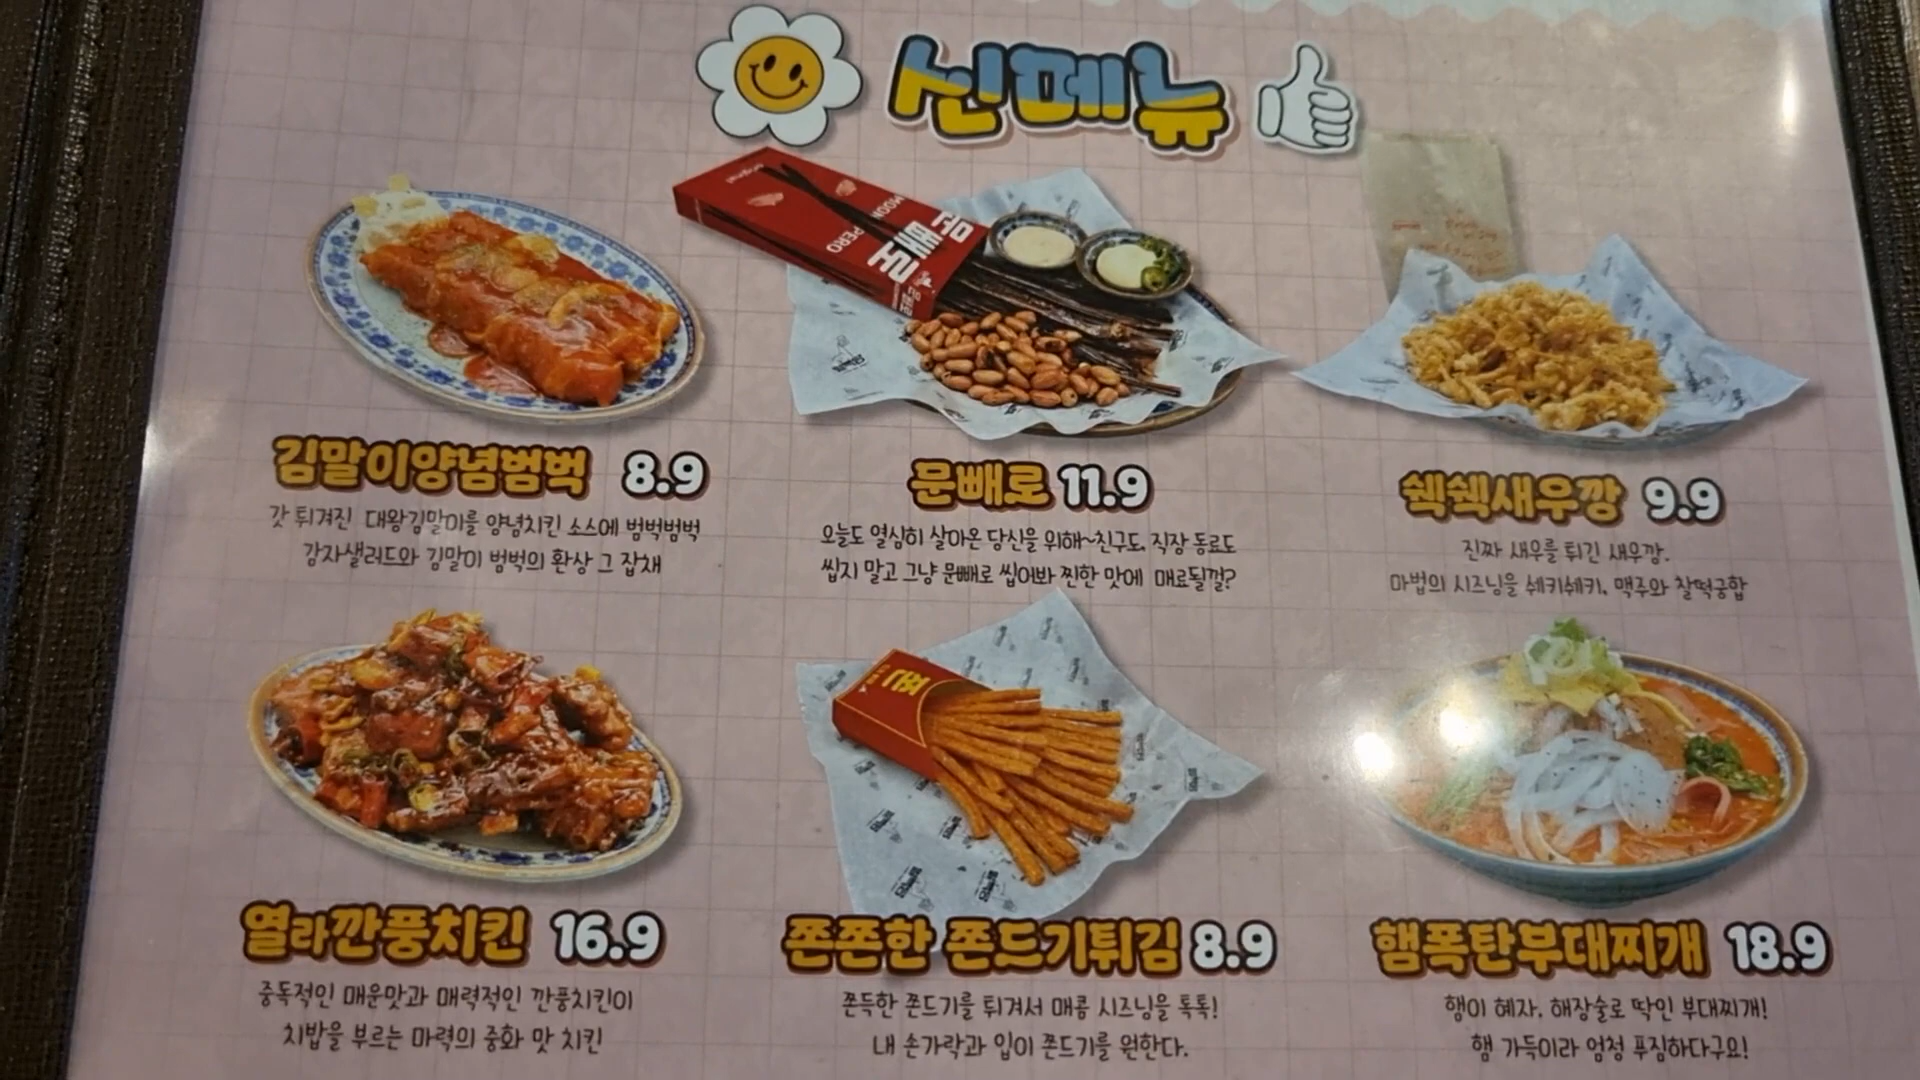 신메뉴
original
MOON PERO
문빼로
김말이양념범벅 8.9
갓 튀겨진 대왕김말이를 양념치킨 소스에 범벅범벅
감자샐러드와 김말이 범벅의 환상 그 잡채
문빼로 11.9
오늘도 열심히 살아온 당신을 위해~친구도, 직장 동료도
씹지 말고 그냥 문빼로 씹어봐 찐한 맛에 매료될껄?
쉑쉑새우깡 9.9
진짜 새우를 튀긴 새우깡.
마법의 시즈닝을 쉐키쉐키, 맥주와 찰떡궁합
쫀
열라깐풍치킨 16.9
중독적인 매운맛과 매력적인 깐풍치킨이
치밥을 부르는 마력의 중화 맛 치킨
쫀쫀한 쫀드기튀김 8.9
쫀득한 쫀드기를 튀겨서 매콤 시즈닝을 톡톡!
내 손가락과 입이 쫀드기를 원한다.
햄폭탄부대찌개 18.9
햄이 혜자, 해장술로 딱인 부대찌개!
햄 가득이라 엄청 푸짐하다구요!